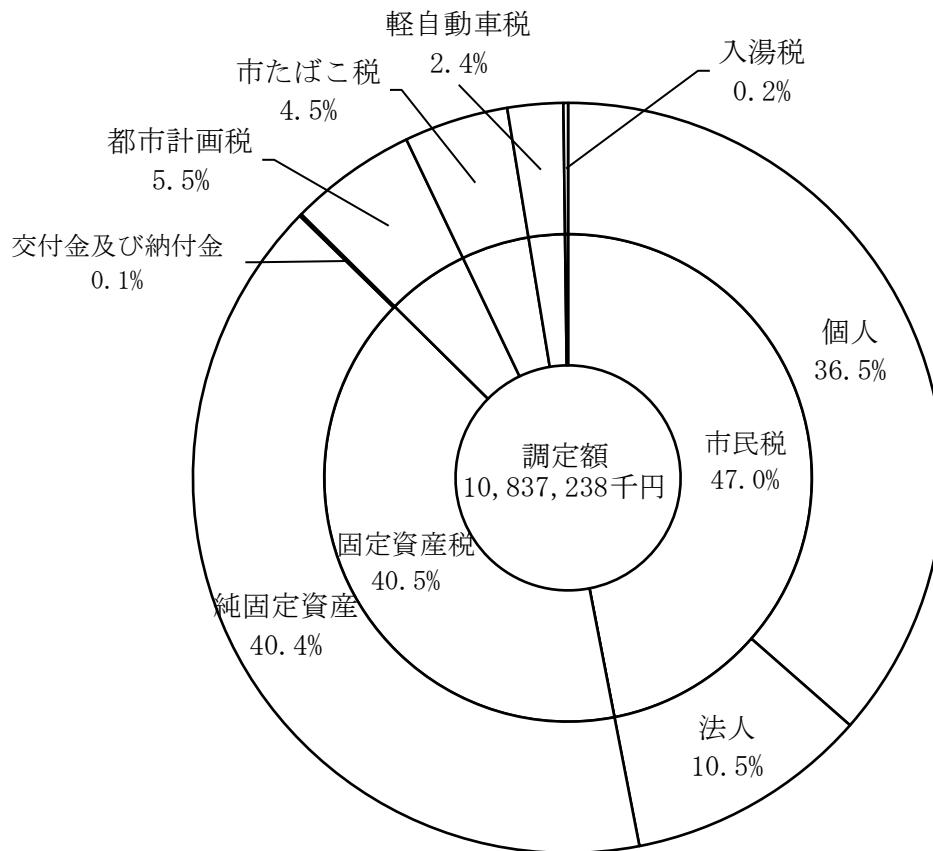 軽自動車税
2.4%
入湯税
0.2%
市たばこ税
4.5%
都市計画税
5.5%
交付金及び納付金
0.1%
個人
36.5%
市民税
47.0%
調定額
10,837,238千円
固定資産税
40.5%
純固定資産
40.4%
法人
10.5%